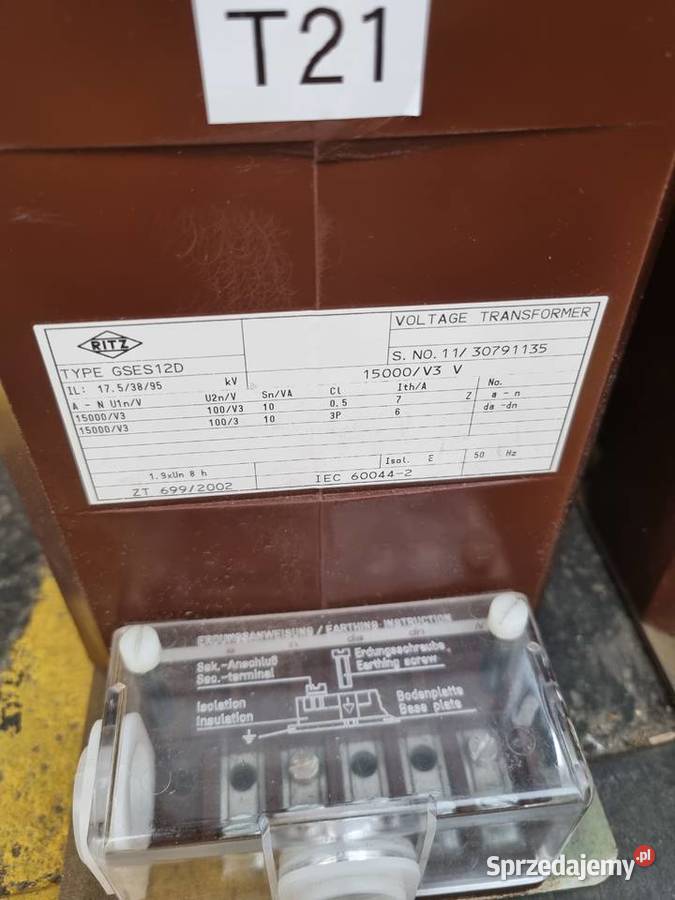 T21
RITZ
VOLTAGE TRANSFORMER
TYPE GSES12D
S. NO. 11/ 30791135
IL: 17.5/38/95 kV
15000/V3 V
A - N U1n/V U2n/V Sn/VA Cl Ith/A No.
15000/V3 100/V3 10 0.5 7 Z a - n
15000/V3 100/3 10 3P 6 da -dn
1.9xUn 8 h Isol. E 50 Hz
ZT 699/2002 IEC 60044-2
ERDUNGSANWEISUNG / EARTHING INSTRUCTION
da dn
Sek.-Anschluß
Sec.-terminal
Erdungsschraube
Earthing screw
Isolation
Insulation
Bodenplatte
Base plate
Sprzedajemy.pl